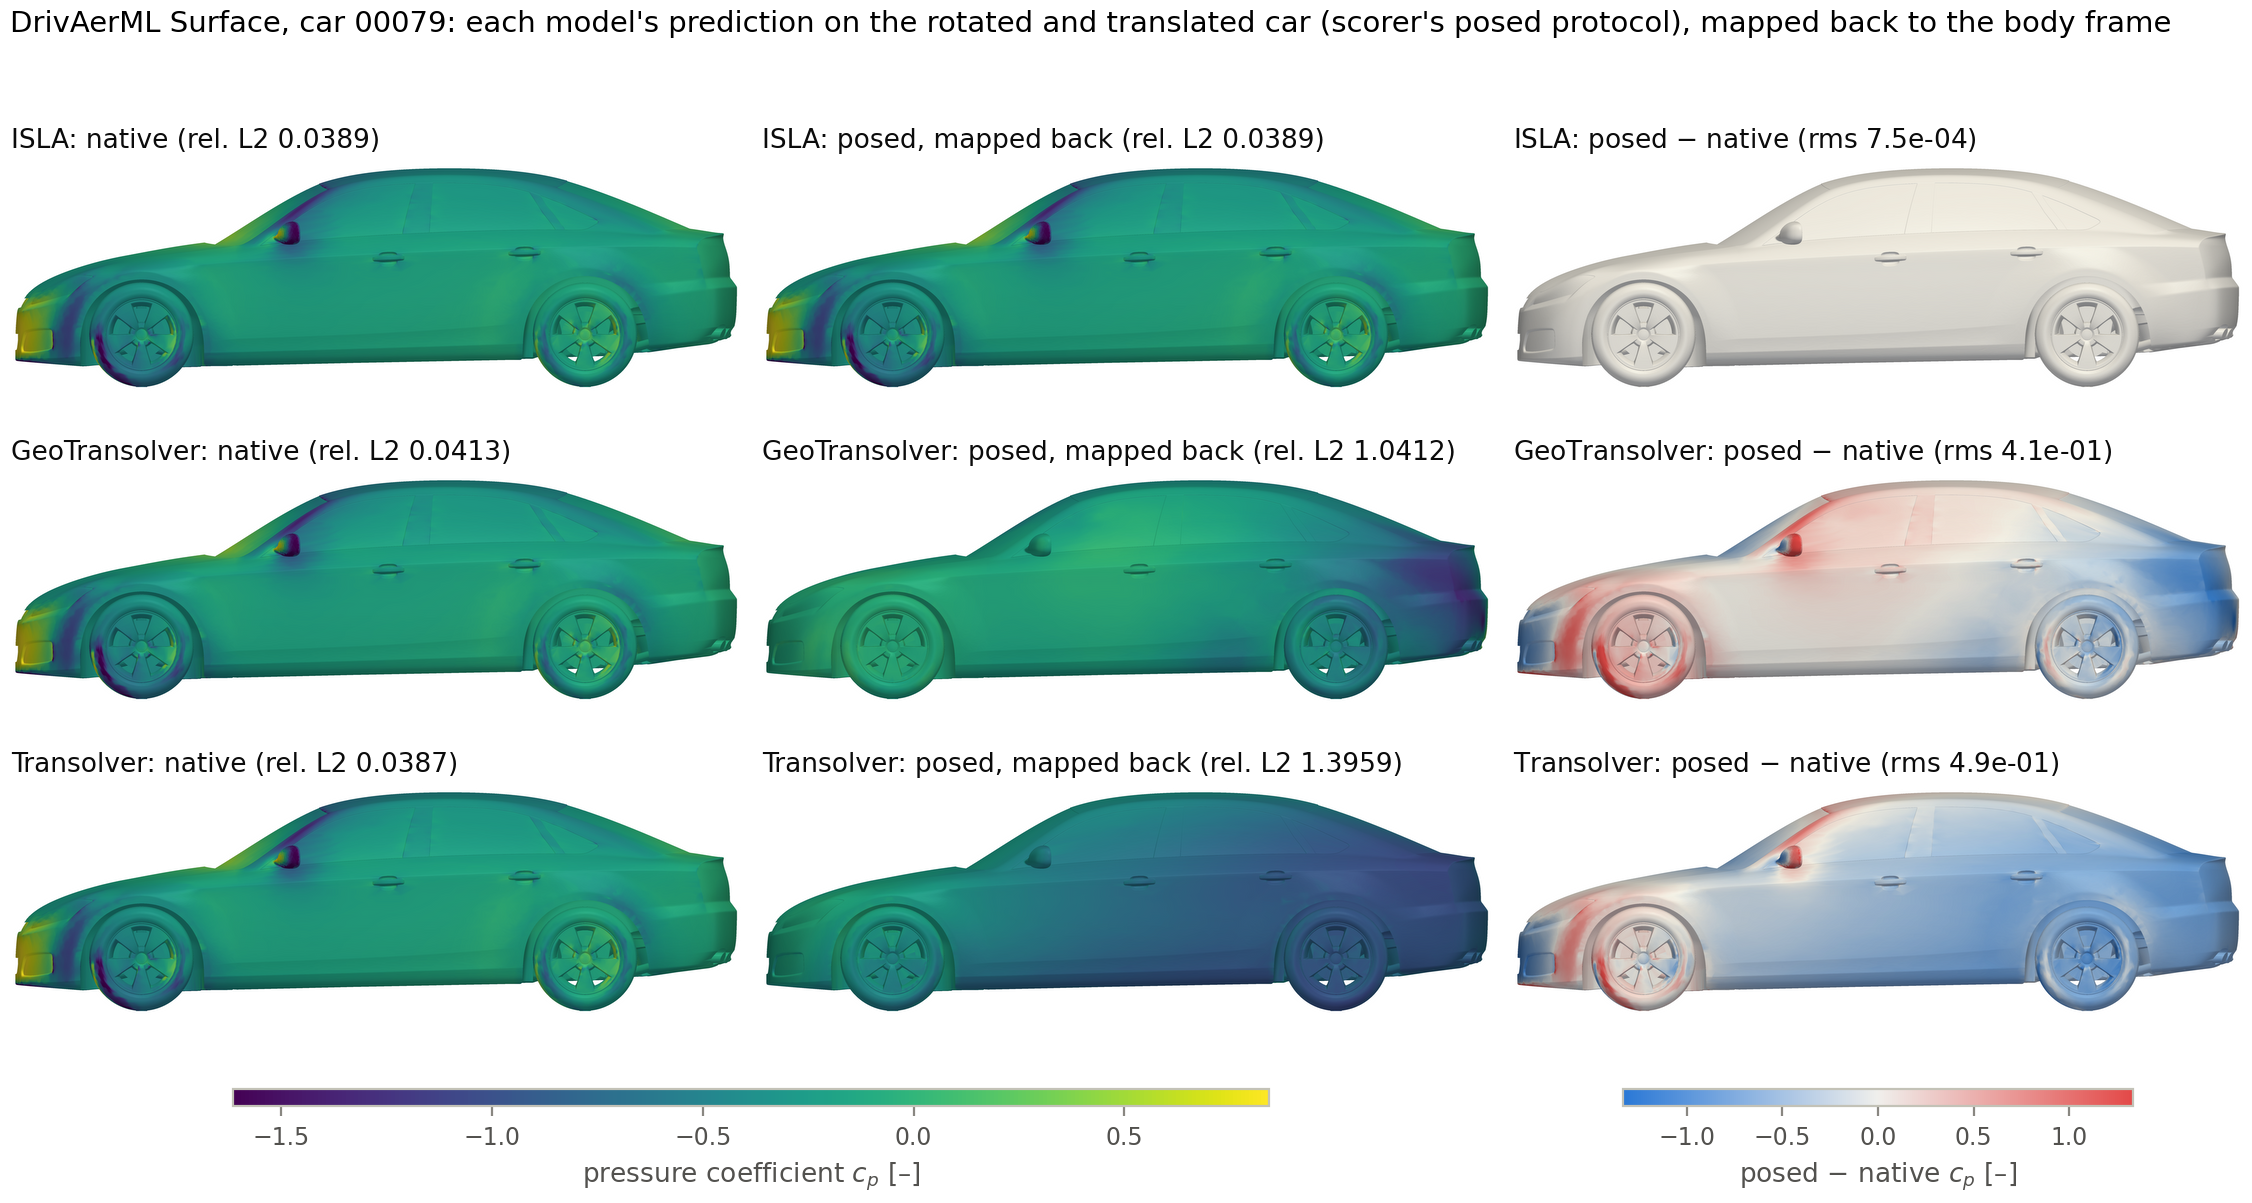 DrivAerML Surface, car 00079: each model's prediction on the rotated and translated car (scorer's posed protocol), mapped back to the body frame
ISLA: native (rel. L2 0.0389)
ISLA: posed, mapped back (rel. L2 0.0389)
ISLA: posed − native (rms 7.5e-04)
GeoTransolver: native (rel. L2 0.0413)
GeoTransolver: posed, mapped back (rel. L2 1.0412)
GeoTransolver: posed − native (rms 4.1e-01)
Transolver: native (rel. L2 0.0387)
Transolver: posed, mapped back (rel. L2 1.3959)
Transolver: posed − native (rms 4.9e-01)
−1.5 −1.0 −0.5 0.0 0.5
pressure coefficient c_p [–]
−1.0 −0.5 0.0 0.5 1.0
posed − native c_p [–]